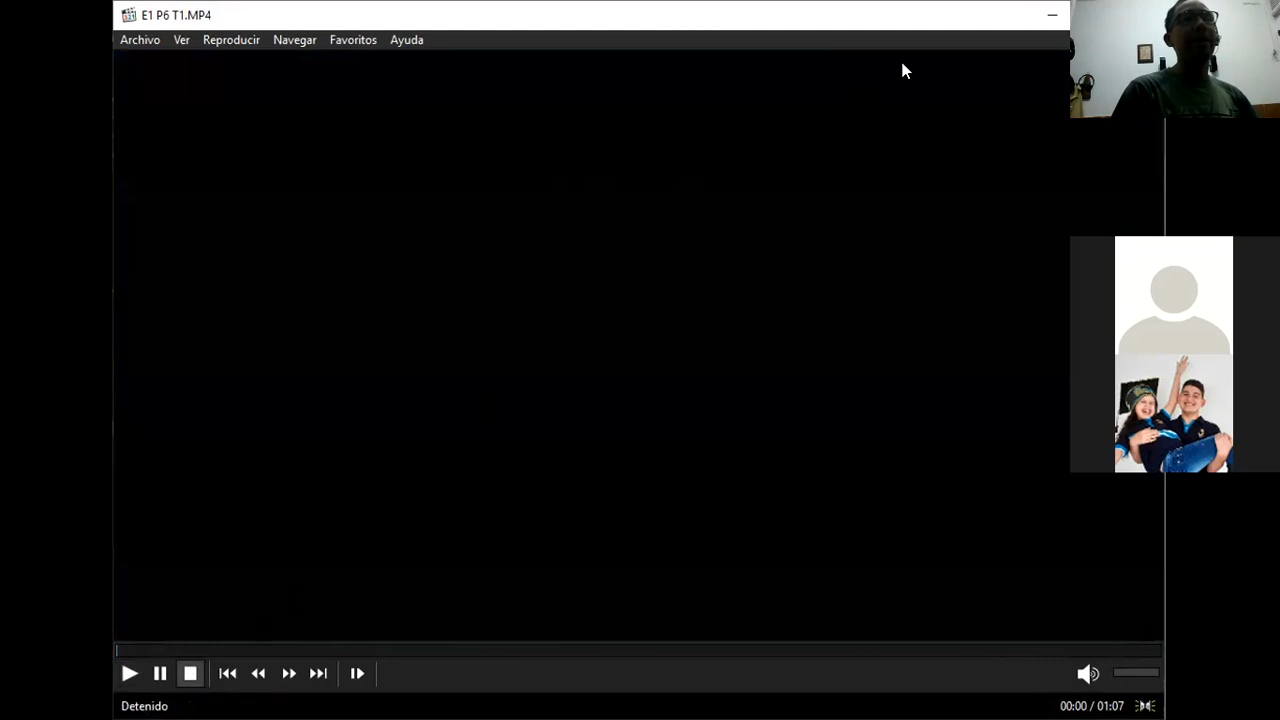 E1 P6 T1.MP4
Archivo Ver Reproducir Navegar Favoritos Ayuda
Detenido
00:00 / 01:07